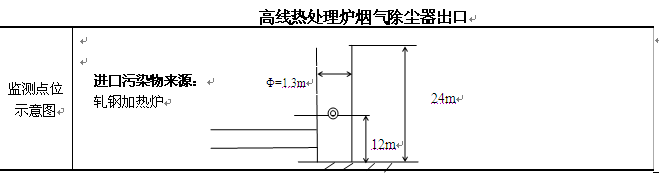 高线热处理炉烟气除尘器出口
监测点位
示意图
进口污染物来源：
轧钢加热炉
Φ=1.3m
24m
12m